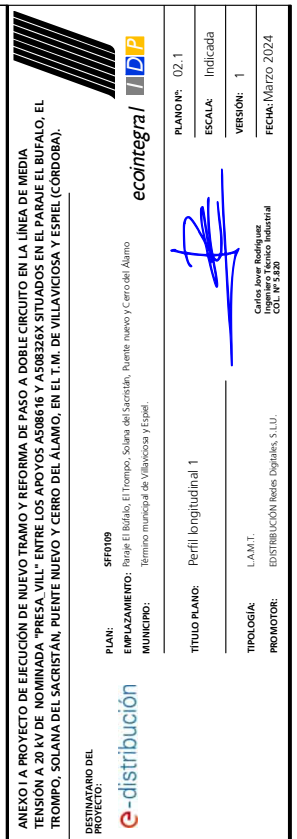 ANEXO I A PROYECTO DE EJECUCIÓN DE NUEVO TRAMO Y REFORMA DE PASO A DOBLE CIRCUITO EN LA LÍNEA DE MEDIA
TENSIÓN A 20 kV DE NOMINADA "PRESA_VILL" ENTRE LOS APOYOS A508616 Y A508326X SITUADOS EN EL PARAJE EL BUFALO, EL
TROMPO, SOLANA DEL SACRISTÁN, PUENTE NUEVO Y CERRO DEL ÁLAMO, EN EL T.M. DE VILLAVICIOSA Y ESPIEL (CÓRDOBA).
DESTINATARIO DEL
PROYECTO:
e-distribución
PLAN: SFF0109
EMPLAZAMIENTO: Paraje El Búfalo, El Trompo, Solana del Sacristán, Puente nuevo y Cerro del Álamo
MUNICIPIO: Término municipal de Villaviciosa y Espiel.
ecointegral IDP
TÍTULO PLANO: Perfil longitudinal 1
TIPOLOGÍA: L.A.M.T.
PROMOTOR: EDISTRIBUCIÓN Redes Digitales, S.L.U.
Carlos Jover Rodríguez
Ingeniero Técnico Industrial
COL. Nº 5.820
PLANO Nº: 02.1
ESCALA: Indicada
VERSIÓN: 1
FECHA: Marzo 2024